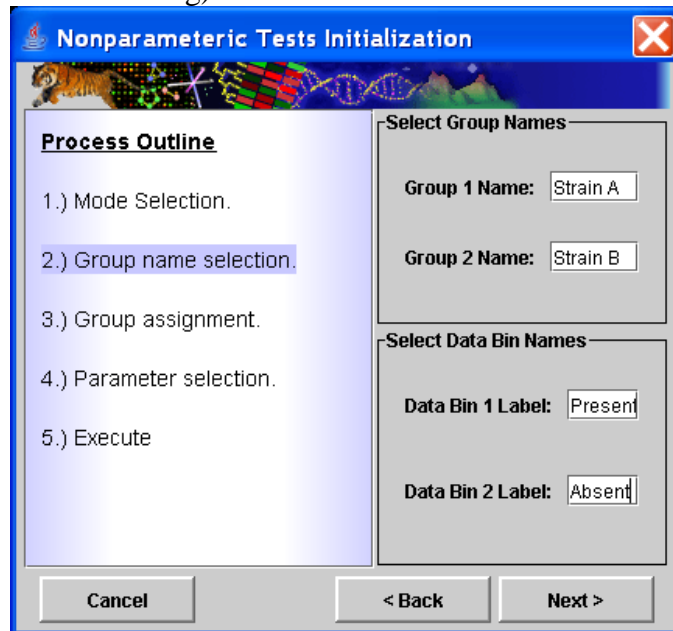 Nonparameteric Tests Initialization
Process Outline
1.) Mode Selection.
2.) Group name selection.
3.) Group assignment.
4.) Parameter selection.
5.) Execute
Select Group Names
Group 1 Name: Strain A
Group 2 Name: Strain B
Select Data Bin Names
Data Bin 1 Label: Present
Data Bin 2 Label: Absent
Cancel
< Back
Next >